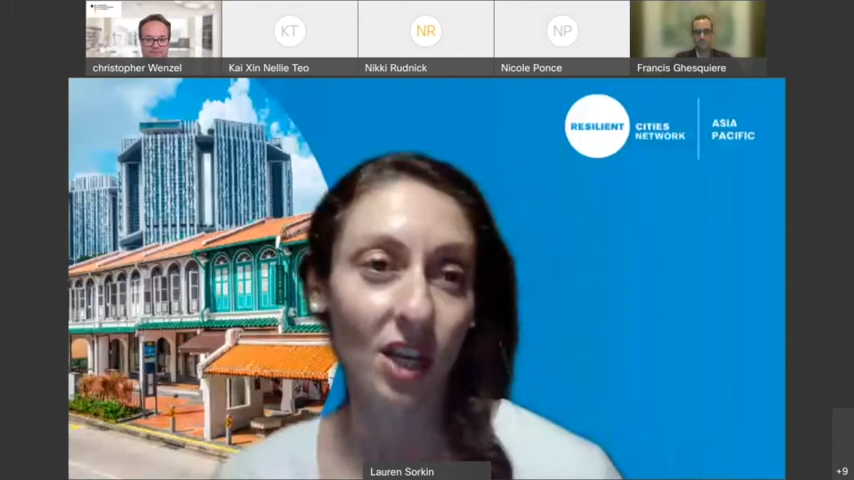 KT
NR
NP
christopher Wenzel
Kai Xin Nellie Teo
Nikki Rudnick
Nicole Ponce
Francis Ghesquiere
RESILIENT
CITIES
NETWORK
ASIA
PACIFIC
Lauren Sorkin
+9